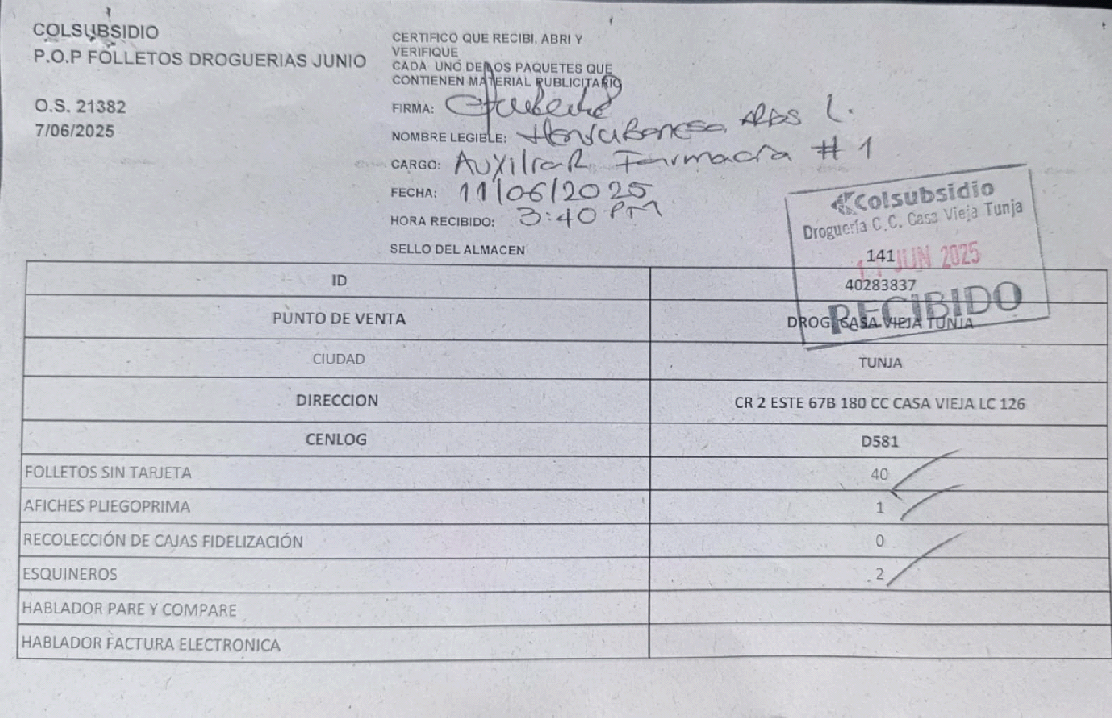 COLSUBSIDIO
P.O.P FOLLETOS DROGUERIAS JUNIO
O.S. 21382
7/06/2025
CERTIFICO QUE RECIBI, ABRI Y
VERIFIQUE
CADA UNO DE LOS PAQUETES QUE
CONTIENEN MATERIAL PUBLICITARIO
FIRMA:
NOMBRE LEGIBLE:
CARGO: Auxiliar Farmacia # 1
FECHA: 11/06/2025
HORA RECIBIDO: 3:40 PM
SELLO DEL ALMACEN
Colsubsidio
Droguería C.C. Casa Vieja Tunja
JUN 2025
RECIBIDO
141
ID 40283837
PUNTO DE VENTA DROG CASA VIEJA TUNJA
CIUDAD TUNJA
DIRECCION CR 2 ESTE 67B 180 CC CASA VIEJA LC 126
CENLOG D581
FOLLETOS SIN TARJETA 40
AFICHES PLIEGOPRIMA 1
RECOLECCIÓN DE CAJAS FIDELIZACIÓN 0
ESQUINEROS 2
HABLADOR PARE Y COMPARE
HABLADOR FACTURA ELECTRONICA